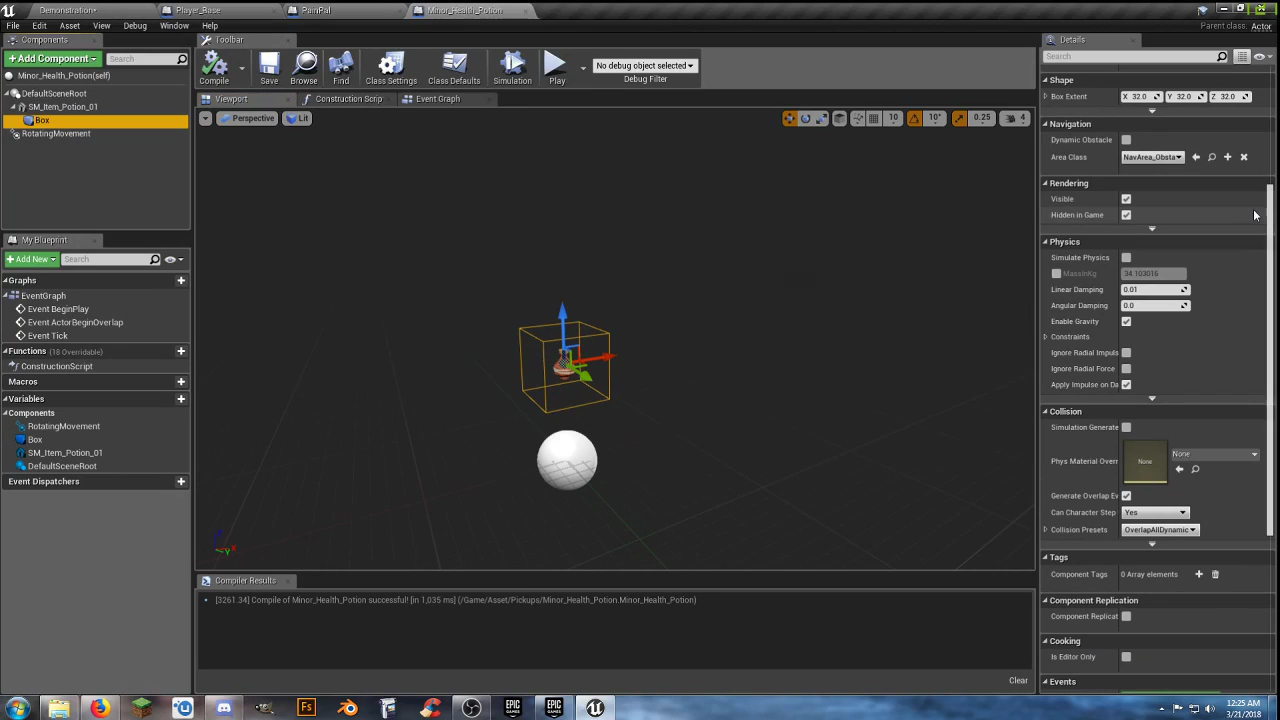 Demonstration*
Player_Base
PainPal
Minor_Health_Potion
File Edit Asset View Debug Window Help
Parent class: Actor
Components
Toolbar
Details
+ Add Component
Search
Minor_Health_Potion(self)
DefaultSceneRoot
SM_Item_Potion_01
Box
RotatingMovement
Compile
Save
Browse
Find
Class Settings
Class Defaults
Simulation
Play
No debug object selected
Debug Filter
Viewport
Construction Scrip
Event Graph
Perspective
Lit
10
10°
0.25
4
My Blueprint
+ Add New
Search
Graphs
EventGraph
Event BeginPlay
Event ActorBeginOverlap
Event Tick
Functions (18 Overridable)
ConstructionScript
Macros
Variables
Components
RotatingMovement
Box
SM_Item_Potion_01
DefaultSceneRoot
Event Dispatchers
Compiler Results
[3261.34] Compile of Minor_Health_Potion successful! [in 1,035 ms] (/Game/Asset/Pickups/Minor_Health_Potion.Minor_Health_Potion)
Clear
Search
Shape
Box Extent X 32.0 Y 32.0 Z 32.0
Navigation
Dynamic Obstacle
Area Class NavArea_Obsta
Rendering
Visible
Hidden in Game
Physics
Simulate Physics
MassInKg 34.103016
Linear Damping 0.01
Angular Damping 0.0
Enable Gravity
Constraints
Ignore Radial Impuls
Ignore Radial Force
Apply Impulse on Da
Collision
Simulation Generate
Phys Material Overr None None
Generate Overlap Ev
Can Character Step Yes
Collision Presets OverlapAllDynamic
Tags
Component Tags 0 Array elements
Component Replication
Component Replicat
Cooking
Is Editor Only
Events
Fs
EPIC GAMES
EPIC GAMES
12:25 AM
3/21/2018